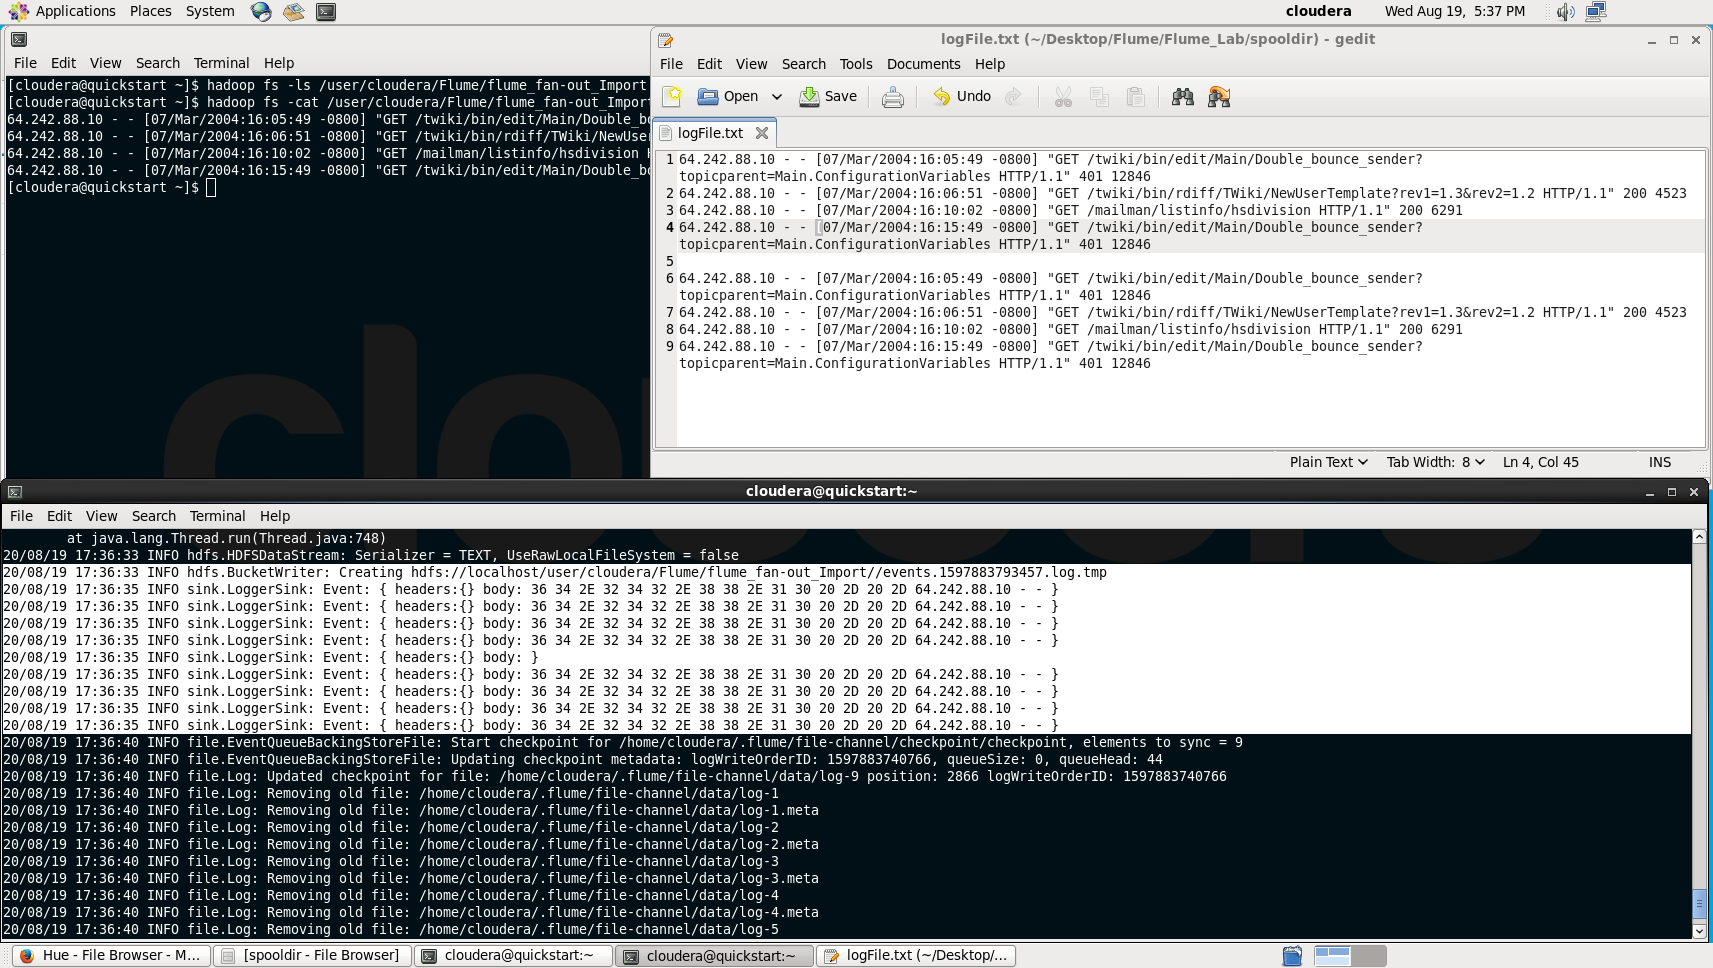 Applications Places System cloudera Wed Aug 19, 5:37 PM
File Edit View Search Terminal Help
[cloudera@quickstart ~]$ hadoop fs -ls /user/cloudera/Flume/flume_fan-out_Import
[cloudera@quickstart ~]$ hadoop fs -cat /user/cloudera/Flume/flume_fan-out_Import
64.242.88.10 - - [07/Mar/2004:16:05:49 -0800] "GET /twiki/bin/edit/Main/Double_bo
64.242.88.10 - - [07/Mar/2004:16:06:51 -0800] "GET /twiki/bin/rdiff/TWiki/NewUser
64.242.88.10 - - [07/Mar/2004:16:10:02 -0800] "GET /mailman/listinfo/hsdivision
64.242.88.10 - - [07/Mar/2004:16:15:49 -0800] "GET /twiki/bin/edit/Main/Double_bo
[cloudera@quickstart ~]$
logFile.txt (~/Desktop/Flume/Flume_Lab/spooldir) - gedit
File Edit View Search Tools Documents Help
Open Save Undo
logFile.txt
1 64.242.88.10 - - [07/Mar/2004:16:05:49 -0800] "GET /twiki/bin/edit/Main/Double_bounce_sender?
topicparent=Main.ConfigurationVariables HTTP/1.1" 401 12846
2 64.242.88.10 - - [07/Mar/2004:16:06:51 -0800] "GET /twiki/bin/rdiff/TWiki/NewUserTemplate?rev1=1.3&rev2=1.2 HTTP/1.1" 200 4523
3 64.242.88.10 - - [07/Mar/2004:16:10:02 -0800] "GET /mailman/listinfo/hsdivision HTTP/1.1" 200 6291
4 64.242.88.10 - - [07/Mar/2004:16:15:49 -0800] "GET /twiki/bin/edit/Main/Double_bounce_sender?
topicparent=Main.ConfigurationVariables HTTP/1.1" 401 12846
5
6 64.242.88.10 - - [07/Mar/2004:16:05:49 -0800] "GET /twiki/bin/edit/Main/Double_bounce_sender?
topicparent=Main.ConfigurationVariables HTTP/1.1" 401 12846
7 64.242.88.10 - - [07/Mar/2004:16:06:51 -0800] "GET /twiki/bin/rdiff/TWiki/NewUserTemplate?rev1=1.3&rev2=1.2 HTTP/1.1" 200 4523
8 64.242.88.10 - - [07/Mar/2004:16:10:02 -0800] "GET /mailman/listinfo/hsdivision HTTP/1.1" 200 6291
9 64.242.88.10 - - [07/Mar/2004:16:15:49 -0800] "GET /twiki/bin/edit/Main/Double_bounce_sender?
topicparent=Main.ConfigurationVariables HTTP/1.1" 401 12846
Plain Text Tab Width: 8 Ln 4, Col 45 INS
cloudera@quickstart:~
File Edit View Search Terminal Help
at java.lang.Thread.run(Thread.java:748)
20/08/19 17:36:33 INFO hdfs.HDFSDataStream: Serializer = TEXT, UseRawLocalFileSystem = false
20/08/19 17:36:33 INFO hdfs.BucketWriter: Creating hdfs://localhost/user/cloudera/Flume/flume_fan-out_Import//events.1597883793457.log.tmp
20/08/19 17:36:35 INFO sink.LoggerSink: Event: { headers:{} body: 36 34 2E 32 34 32 2E 38 38 2E 31 30 20 2D 20 2D 64.242.88.10 - - }
20/08/19 17:36:35 INFO sink.LoggerSink: Event: { headers:{} body: 36 34 2E 32 34 32 2E 38 38 2E 31 30 20 2D 20 2D 64.242.88.10 - - }
20/08/19 17:36:35 INFO sink.LoggerSink: Event: { headers:{} body: 36 34 2E 32 34 32 2E 38 38 2E 31 30 20 2D 20 2D 64.242.88.10 - - }
20/08/19 17:36:35 INFO sink.LoggerSink: Event: { headers:{} body: 36 34 2E 32 34 32 2E 38 38 2E 31 30 20 2D 20 2D 64.242.88.10 - - }
20/08/19 17:36:35 INFO sink.LoggerSink: Event: { headers:{} body: }
20/08/19 17:36:35 INFO sink.LoggerSink: Event: { headers:{} body: 36 34 2E 32 34 32 2E 38 38 2E 31 30 20 2D 20 2D 64.242.88.10 - - }
20/08/19 17:36:35 INFO sink.LoggerSink: Event: { headers:{} body: 36 34 2E 32 34 32 2E 38 38 2E 31 30 20 2D 20 2D 64.242.88.10 - - }
20/08/19 17:36:35 INFO sink.LoggerSink: Event: { headers:{} body: 36 34 2E 32 34 32 2E 38 38 2E 31 30 20 2D 20 2D 64.242.88.10 - - }
20/08/19 17:36:35 INFO sink.LoggerSink: Event: { headers:{} body: 36 34 2E 32 34 32 2E 38 38 2E 31 30 20 2D 20 2D 64.242.88.10 - - }
20/08/19 17:36:40 INFO file.EventQueueBackingStoreFile: Start checkpoint for /home/cloudera/.flume/file-channel/checkpoint/checkpoint, elements to sync = 9
20/08/19 17:36:40 INFO file.EventQueueBackingStoreFile: Updating checkpoint metadata: logWriteOrderID: 1597883740766, queueSize: 0, queueHead: 44
20/08/19 17:36:40 INFO file.Log: Updated checkpoint for file: /home/cloudera/.flume/file-channel/data/log-9 position: 2866 logWriteOrderID: 1597883740766
20/08/19 17:36:40 INFO file.Log: Removing old file: /home/cloudera/.flume/file-channel/data/log-1
20/08/19 17:36:40 INFO file.Log: Removing old file: /home/cloudera/.flume/file-channel/data/log-1.meta
20/08/19 17:36:40 INFO file.Log: Removing old file: /home/cloudera/.flume/file-channel/data/log-2
20/08/19 17:36:40 INFO file.Log: Removing old file: /home/cloudera/.flume/file-channel/data/log-2.meta
20/08/19 17:36:40 INFO file.Log: Removing old file: /home/cloudera/.flume/file-channel/data/log-3
20/08/19 17:36:40 INFO file.Log: Removing old file: /home/cloudera/.flume/file-channel/data/log-3.meta
20/08/19 17:36:40 INFO file.Log: Removing old file: /home/cloudera/.flume/file-channel/data/log-4
20/08/19 17:36:40 INFO file.Log: Removing old file: /home/cloudera/.flume/file-channel/data/log-4.meta
20/08/19 17:36:40 INFO file.Log: Removing old file: /home/cloudera/.flume/file-channel/data/log-5
Hue - File Browser - M... [spooldir - File Browser] cloudera@quickstart:~ cloudera@quickstart:~ logFile.txt (~/Desktop/...